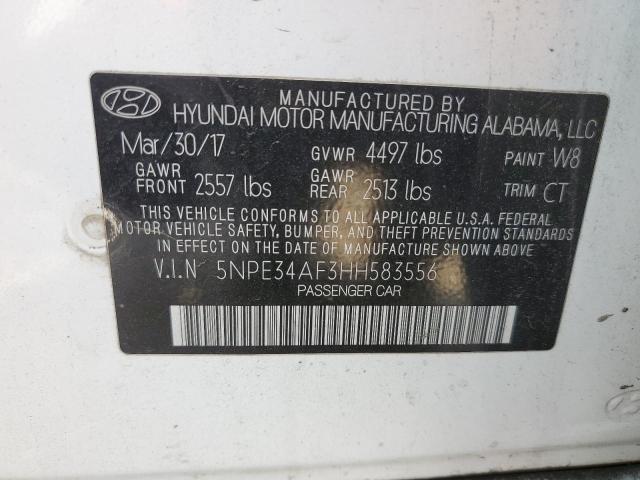 MANUFACTURED BY
HYUNDAI MOTOR MANUFACTURING ALABAMA, LLC
Mar/30/17 GVWR 4497 lbs PAINT W8
GAWR FRONT 2557 lbs GAWR REAR 2513 lbs TRIM CT
THIS VEHICLE CONFORMS TO ALL APPLICABLE U.S.A. FEDERAL
MOTOR VEHICLE SAFETY, BUMPER, AND THEFT PREVENTION STANDARDS
IN EFFECT ON THE DATE OF MANUFACTURE SHOWN ABOVE.
V.I.N 5NPE34AF3HH583556
PASSENGER CAR